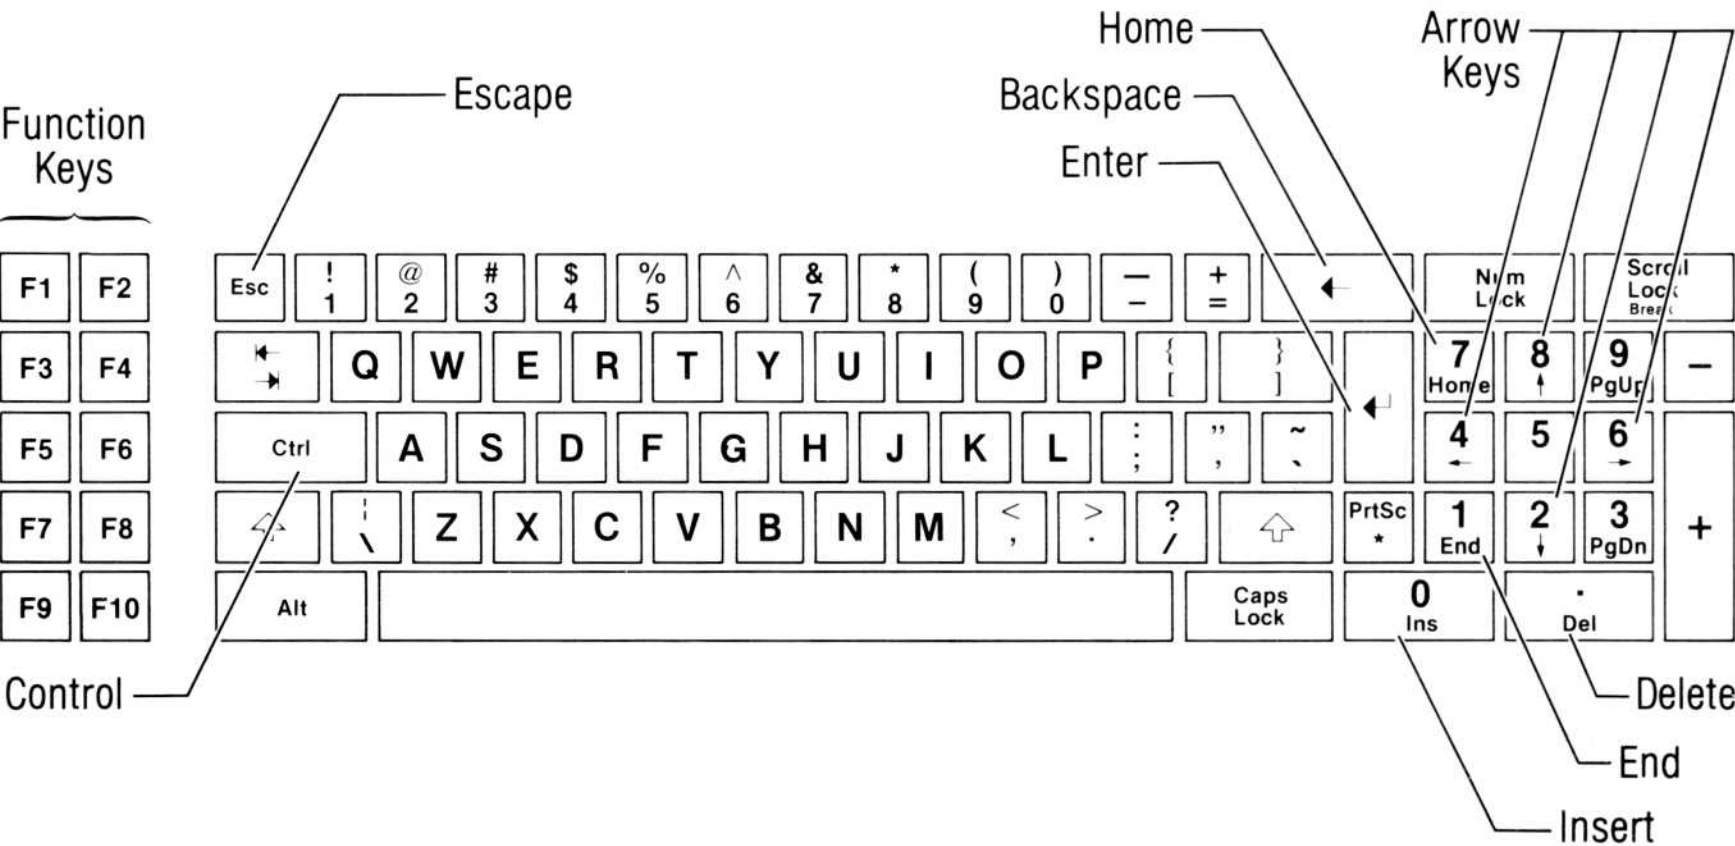 Home
Arrow
Keys
Escape
Backspace
Function
Keys
Enter
F1 F2 Esc ! 1 @ 2 # 3 $ 4 % 5 ^ 6 & 7 * 8 ( 9 ) 0 — - + = ← Num Lock Scroll Lock Break
F3 F4 Q W E R T Y U I O P { [ } ] 7 Home 8 ↑ 9 PgUp —
F5 F6 Ctrl A S D F G H J K L : ; ” ’ ~ ` ↵ 4 ← 5 6 →
F7 F8 ⇧ ¦ \ Z X C V B N M < , > . ? / ⇧ PrtSc * 1 End 2 ↓ 3 PgDn +
F9 F10 Alt Caps Lock 0 Ins . Del
Control
Delete
End
Insert